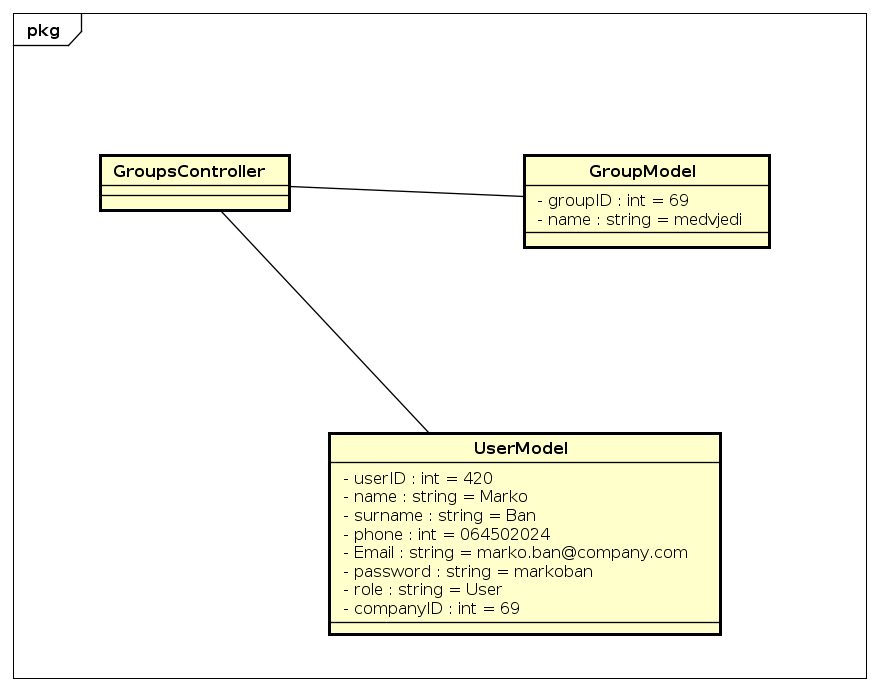 pkg
GroupsController
GroupModel
- groupID : int = 69
- name : string = medvjedi
UserModel
- userID : int = 420
- name : string = Marko
- surname : string = Ban
- phone : int = 064502024
- Email : string = marko.ban@company.com
- password : string = markoban
- role : string = User
- companyID : int = 69